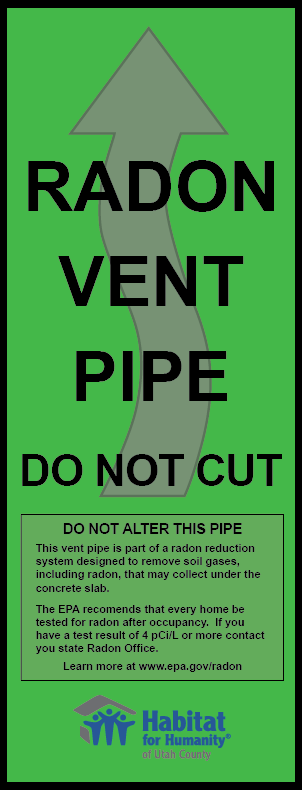 RADON
VENT
PIPE
DO NOT CUT
DO NOT ALTER THIS PIPE
This vent pipe is part of a radon reduction
system designed to remove soil gases,
including radon, that may collect under the
concrete slab.
The EPA recomends that every home be
tested for radon after occupancy.  If you
have a test result of 4 pCi/L or more contact
you state Radon Office.
Learn more at www.epa.gov/radon
Habitat
for Humanity®
of Utah County